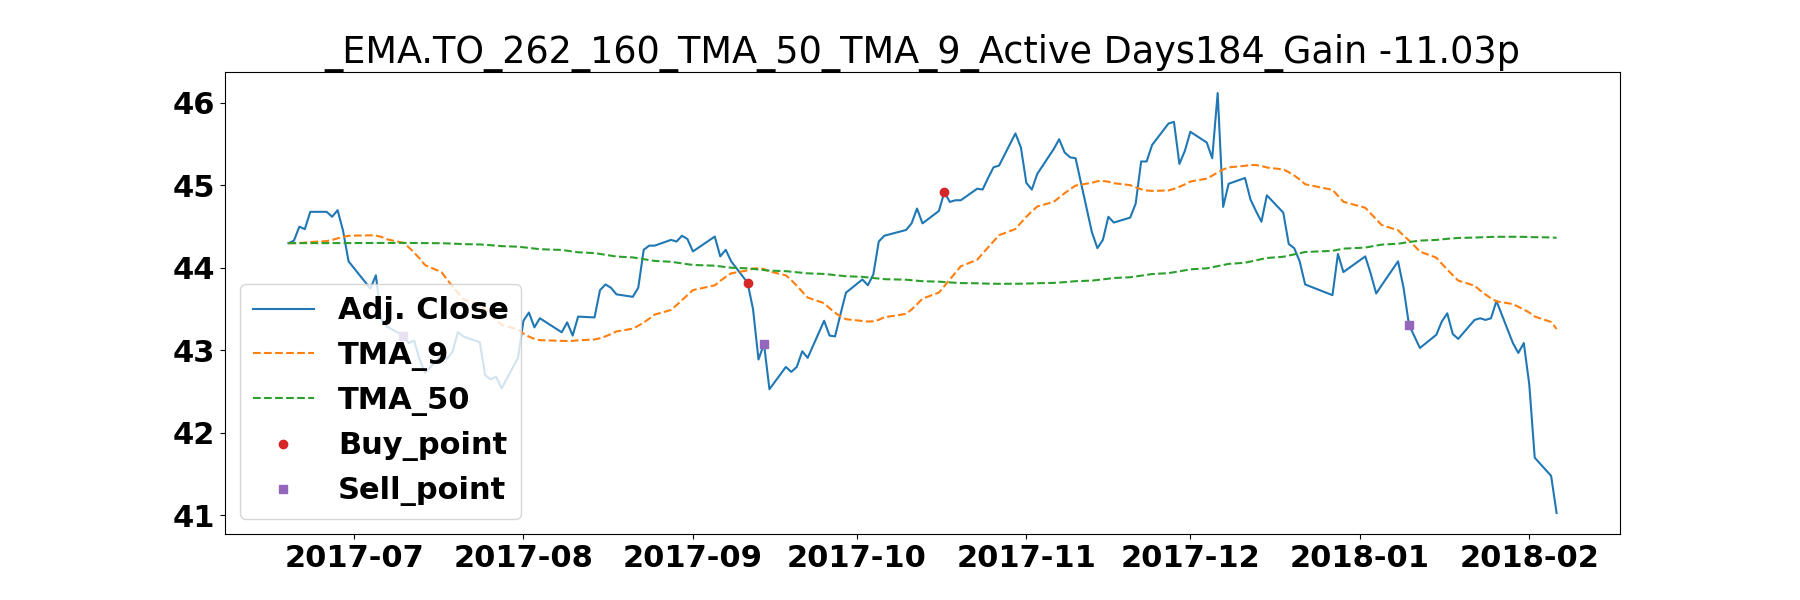 _EMA.TO_262_160_TMA_50_TMA_9_Active Days184_Gain -11.03p
46
45
44
43
42
41
Adj. Close
TMA_9
TMA_50
Buy_point
Sell_point
2017-07 2017-08 2017-09 2017-10 2017-11 2017-12 2018-01 2018-02